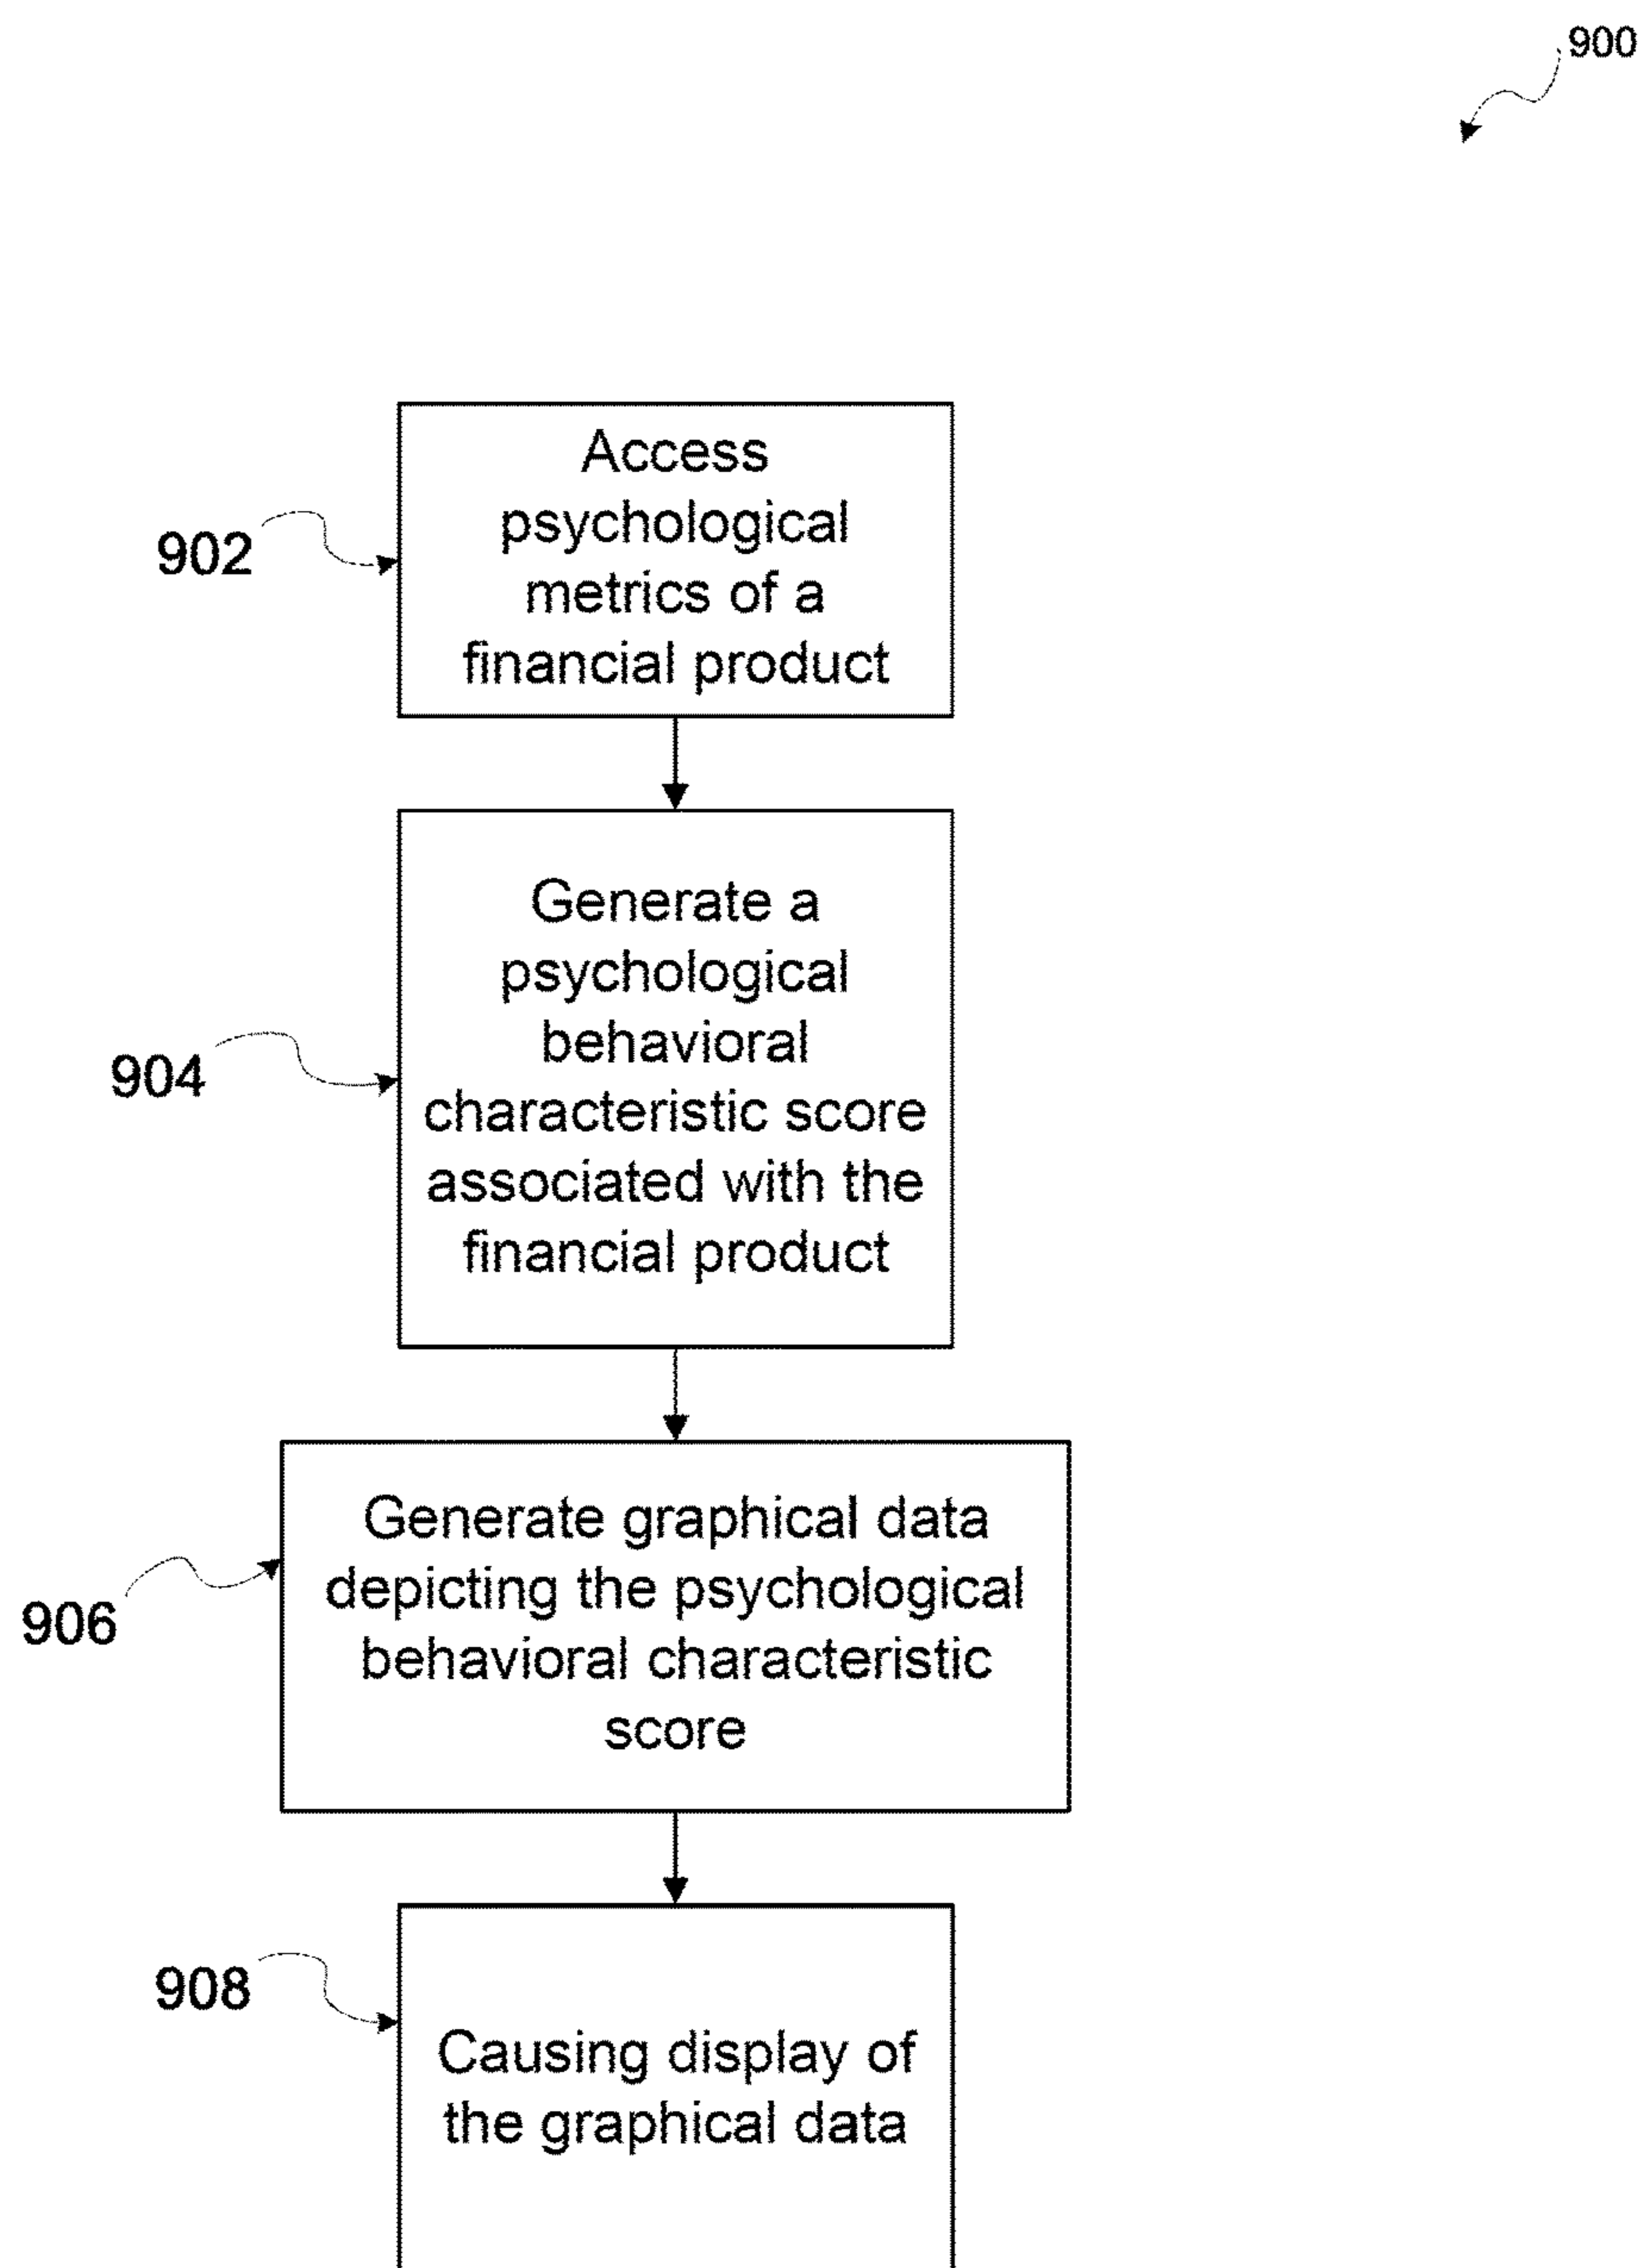 900
902
Access
psychological
metrics of a
financial product
904
Generate a
psychological
behavioral
characteristic score
associated with the
financial product
906
Generate graphical data
depicting the psychological
behavioral characteristic
score
908
Causing display of
the graphical data